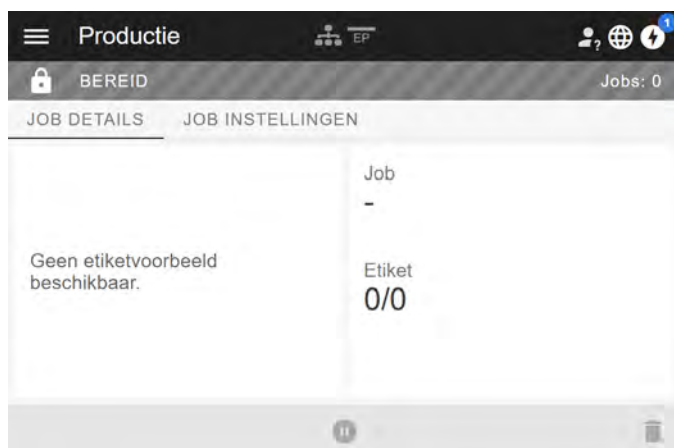 Productie
EP
?
1
BEREID
Jobs: 0
JOB DETAILS
JOB INSTELLINGEN
Job
-
Geen etiketvoorbeeld
beschikbaar.
Etiket
0/0